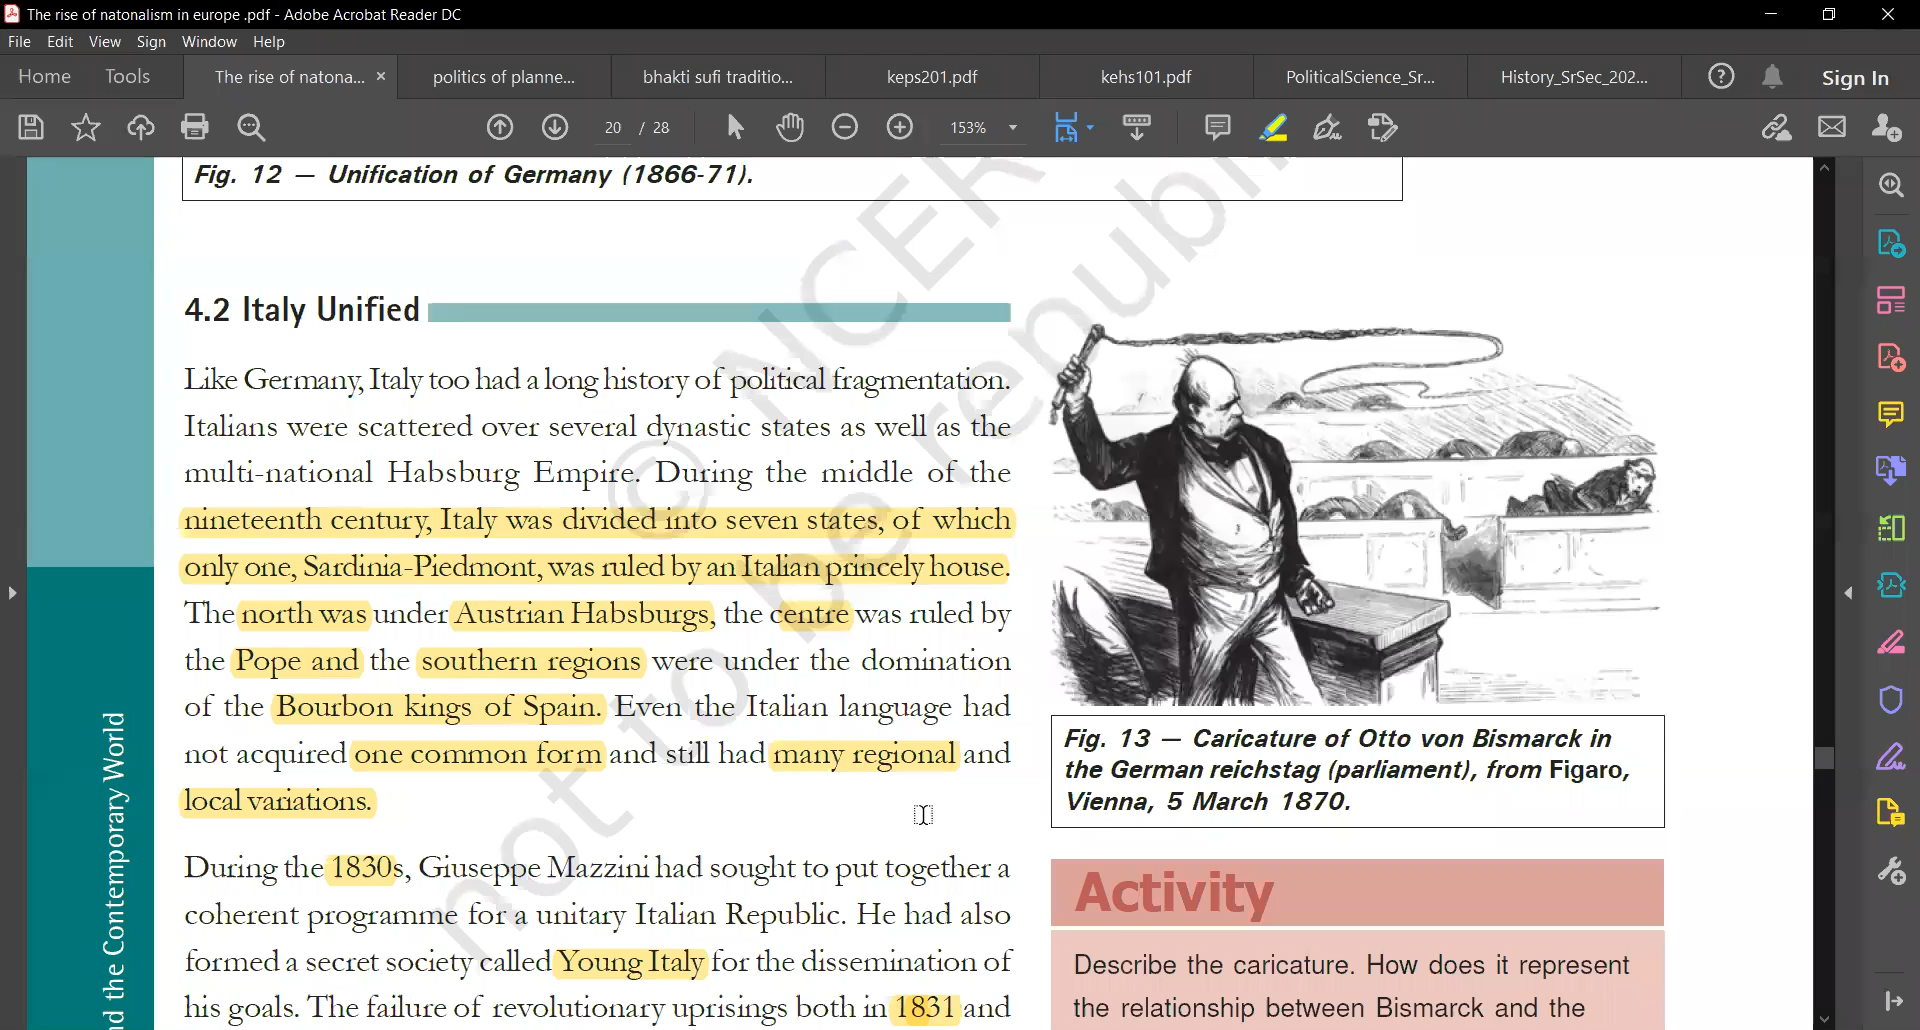 The rise of natonalism in europe .pdf - Adobe Acrobat Reader DC
File Edit View Sign Window Help
Home Tools The rise of natona... × politics of planne... bhakti sufi traditio... keps201.pdf kehs101.pdf PoliticalScience_Sr... History_SrSec_202... Sign In
20 / 28 153%
Fig. 12 — Unification of Germany (1866-71).
4.2 Italy Unified
Like Germany, Italy too had a long history of political fragmentation.
Italians were scattered over several dynastic states as well as the
multi-national Habsburg Empire. During the middle of the
nineteenth century, Italy was divided into seven states, of which
only one, Sardinia-Piedmont, was ruled by an Italian princely house.
The north was under Austrian Habsburgs, the centre was ruled by
the Pope and the southern regions were under the domination
of the Bourbon kings of Spain. Even the Italian language had
not acquired one common form and still had many regional and
local variations.
During the 1830s, Giuseppe Mazzini had sought to put together a
coherent programme for a unitary Italian Republic. He had also
formed a secret society called Young Italy for the dissemination of
his goals. The failure of revolutionary uprisings both in 1831 and
Fig. 13 — Caricature of Otto von Bismarck in
the German reichstag (parliament), from Figaro,
Vienna, 5 March 1870.
Activity
Describe the caricature. How does it represent
the relationship between Bismarck and the
nd the Contemporary World
© NCER
not to be republi